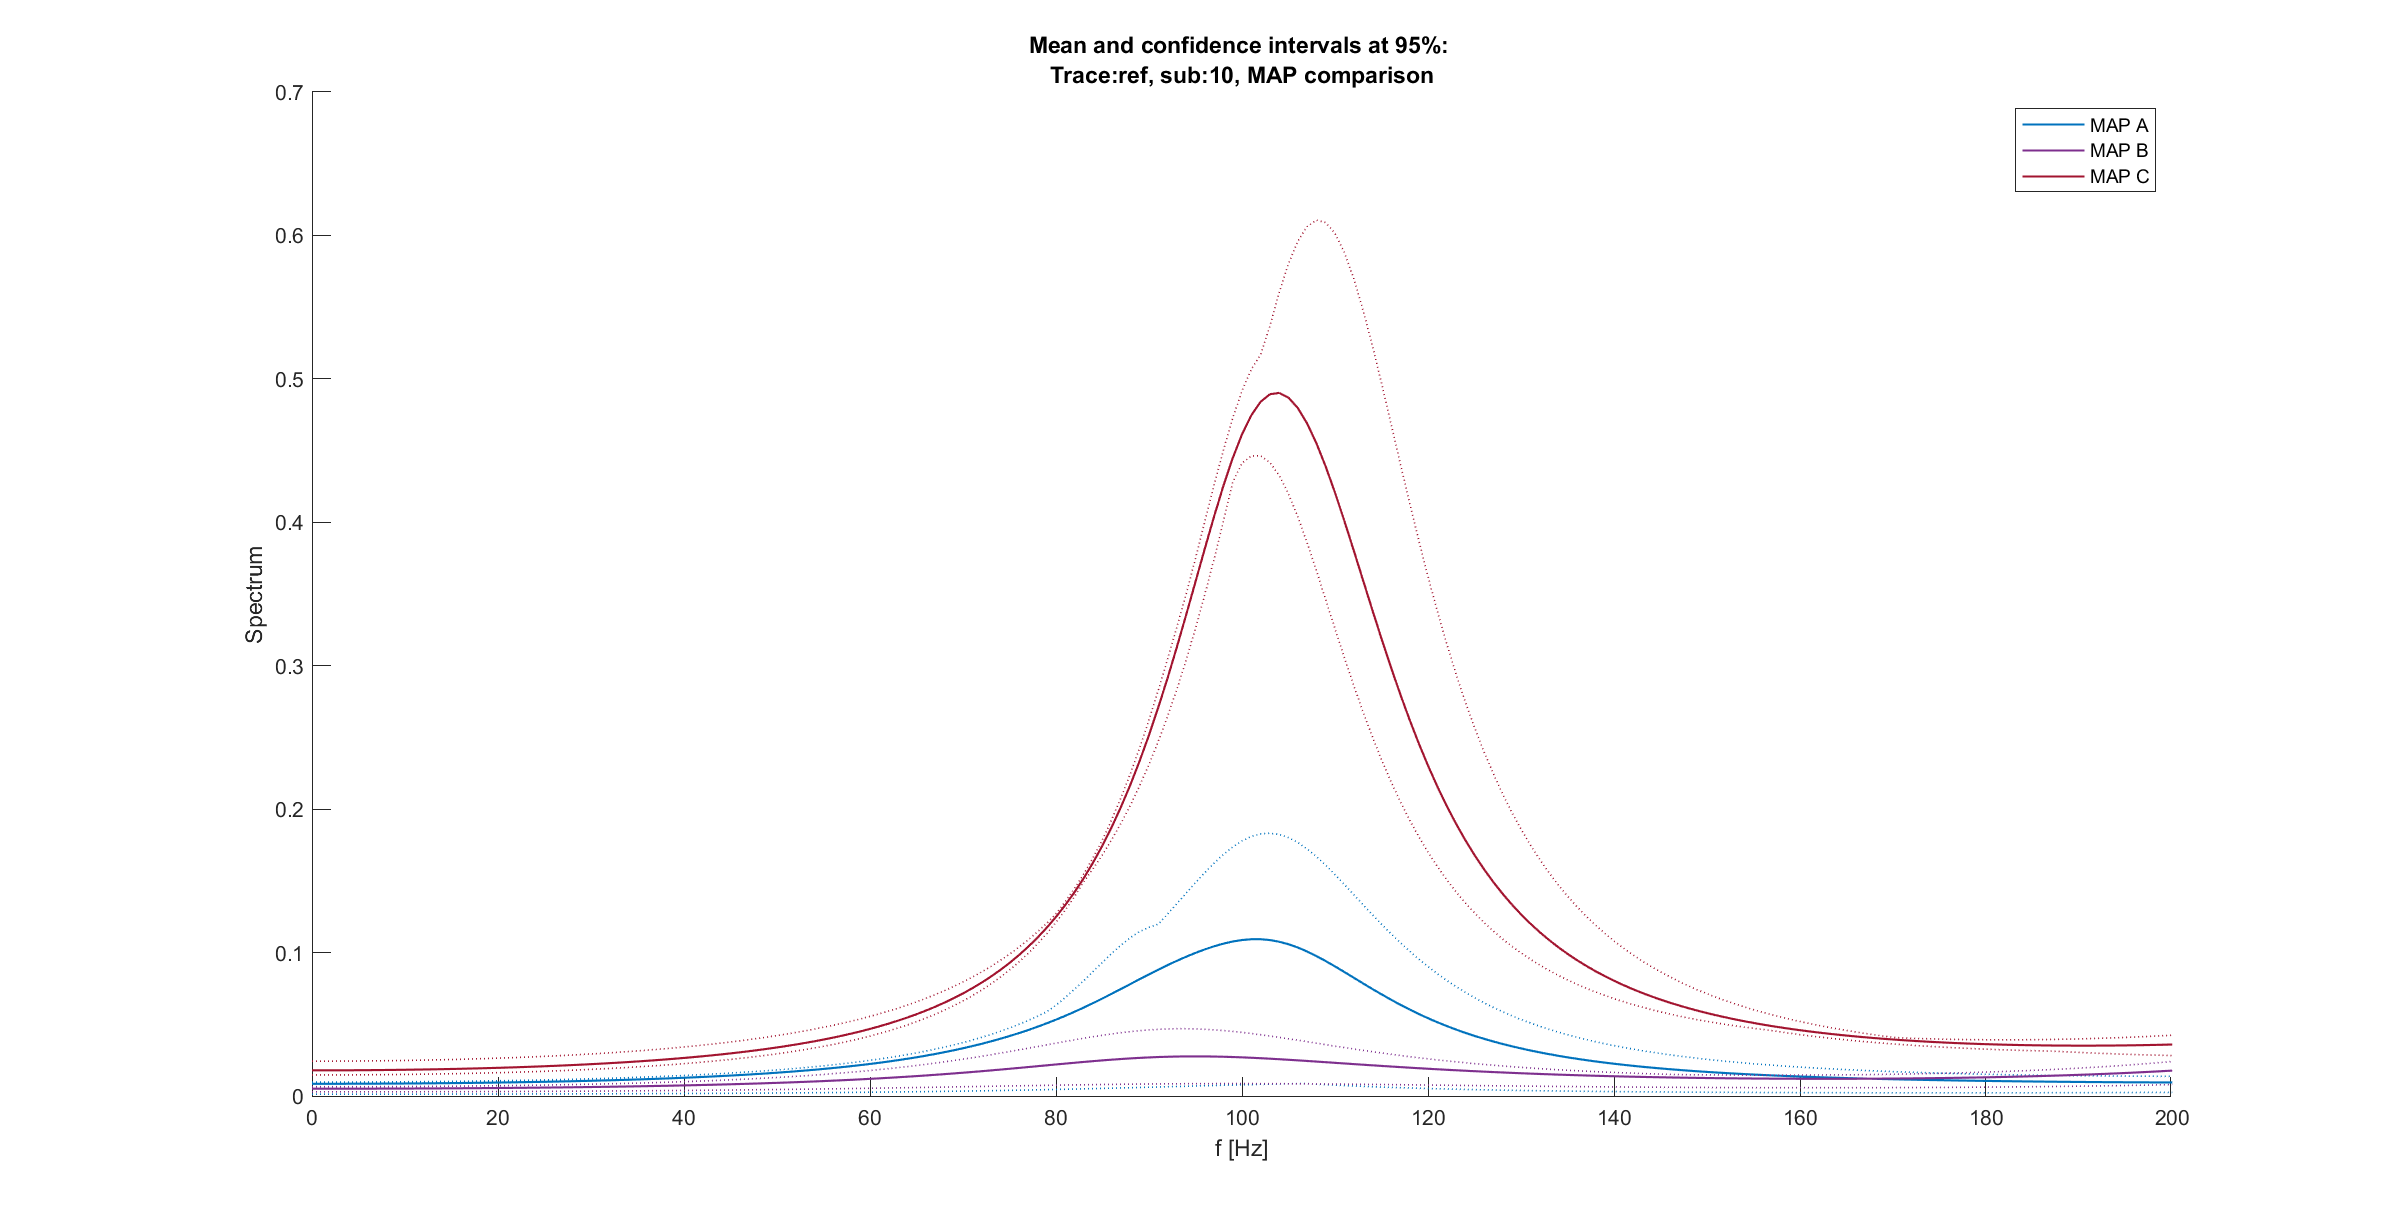 Mean and confidence intervals at 95%:
Trace:ref, sub:10, MAP comparison
0.7
0.6
0.5
0.4
0.3
0.2
0.1
0
Spectrum
MAP A
MAP B
MAP C
0 20 40 60 80 100 120 140 160 180 200
f [Hz]